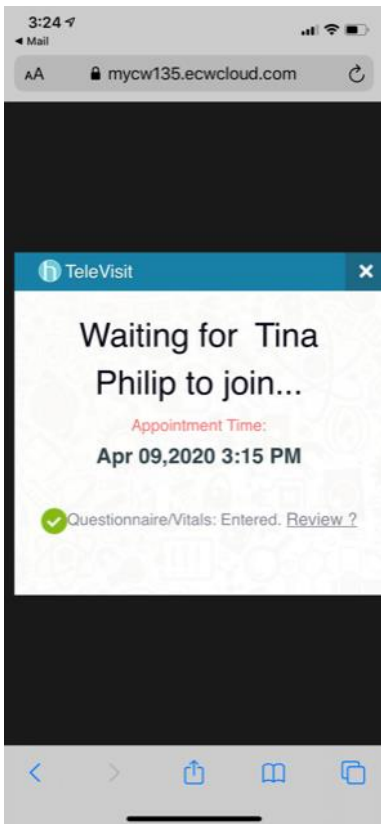 3:24
Mail
AA mycw135.ecwcloud.com
TeleVisit
Waiting for Tina
Philip to join...
Appointment Time:
Apr 09,2020 3:15 PM
Questionnaire/Vitals: Entered. Review ?